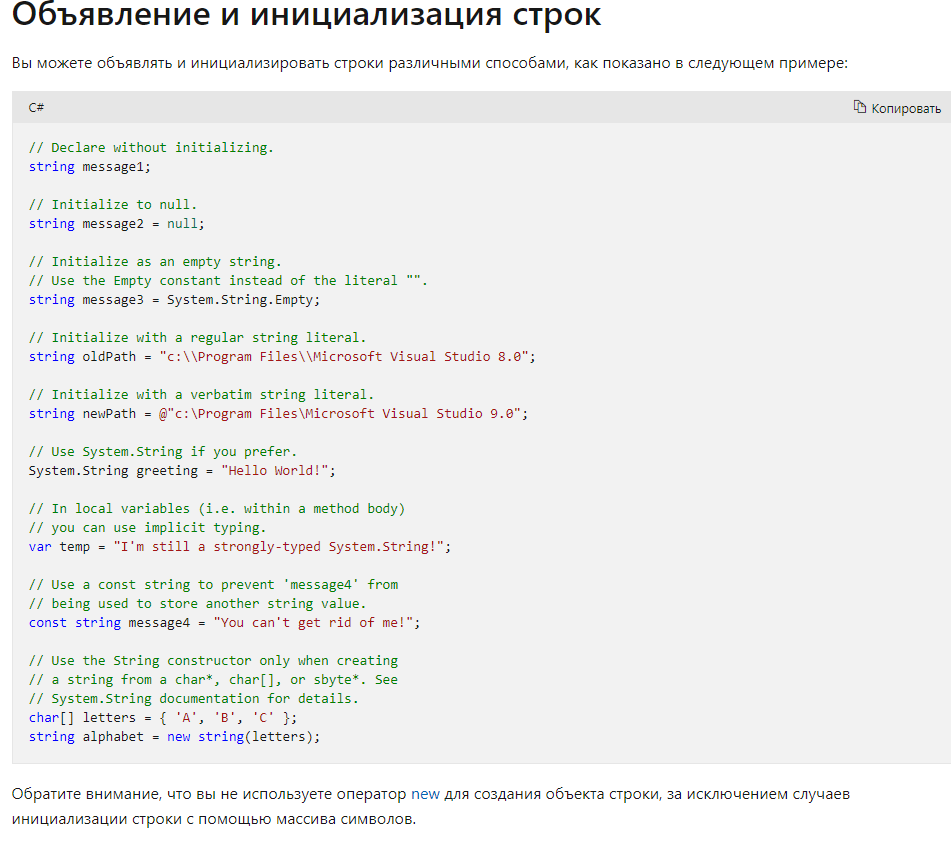 Объявление и инициализация строк
Вы можете объявлять и инициализировать строки различными способами, как показано в следующем примере:
C#
Копировать
// Declare without initializing.
string message1;
// Initialize to null.
string message2 = null;
// Initialize as an empty string.
// Use the Empty constant instead of the literal "".
string message3 = System.String.Empty;
// Initialize with a regular string literal.
string oldPath = "c:\\Program Files\\Microsoft Visual Studio 8.0";
// Initialize with a verbatim string literal.
string newPath = @"c:\Program Files\Microsoft Visual Studio 9.0";
// Use System.String if you prefer.
System.String greeting = "Hello World!";
// In local variables (i.e. within a method body)
// you can use implicit typing.
var temp = "I'm still a strongly-typed System.String!";
// Use a const string to prevent 'message4' from
// being used to store another string value.
const string message4 = "You can't get rid of me!";
// Use the String constructor only when creating
// a string from a char*, char[], or sbyte*. See
// System.String documentation for details.
char[] letters = { 'A', 'B', 'C' };
string alphabet = new string(letters);
Обратите внимание, что вы не используете оператор new для создания объекта строки, за исключением случаев
инициализации строки с помощью массива символов.